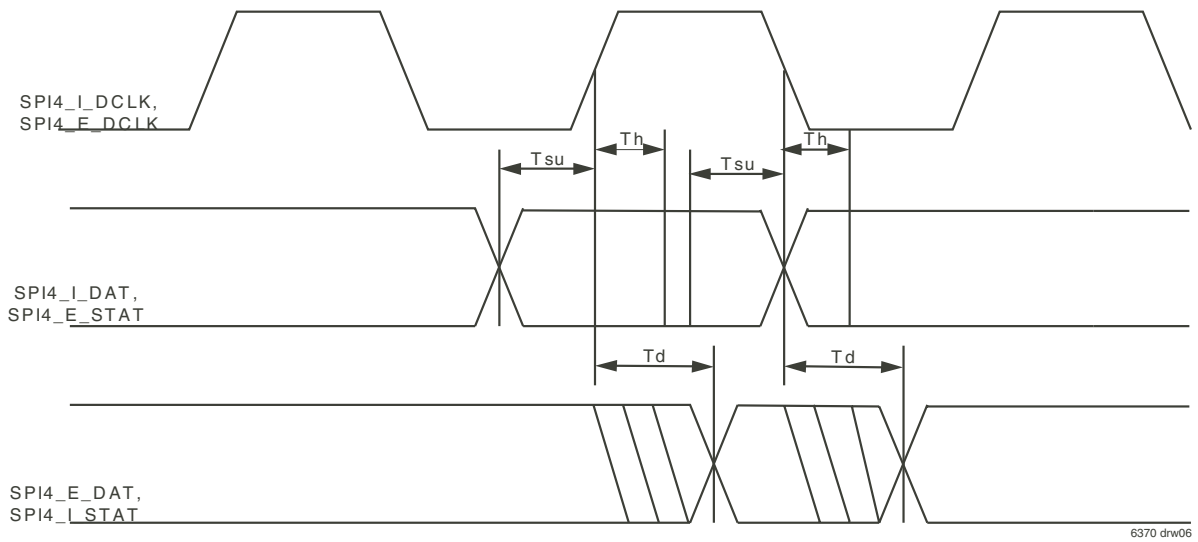 SPI4_I_DCLK,
SPI4_E_DCLK
Th
Th
Tsu
Tsu
SPI4_I_DAT,
SPI4_E_STAT
Td
Td
SPI4_E_DAT,
SPI4_I_STAT
6370 drw06